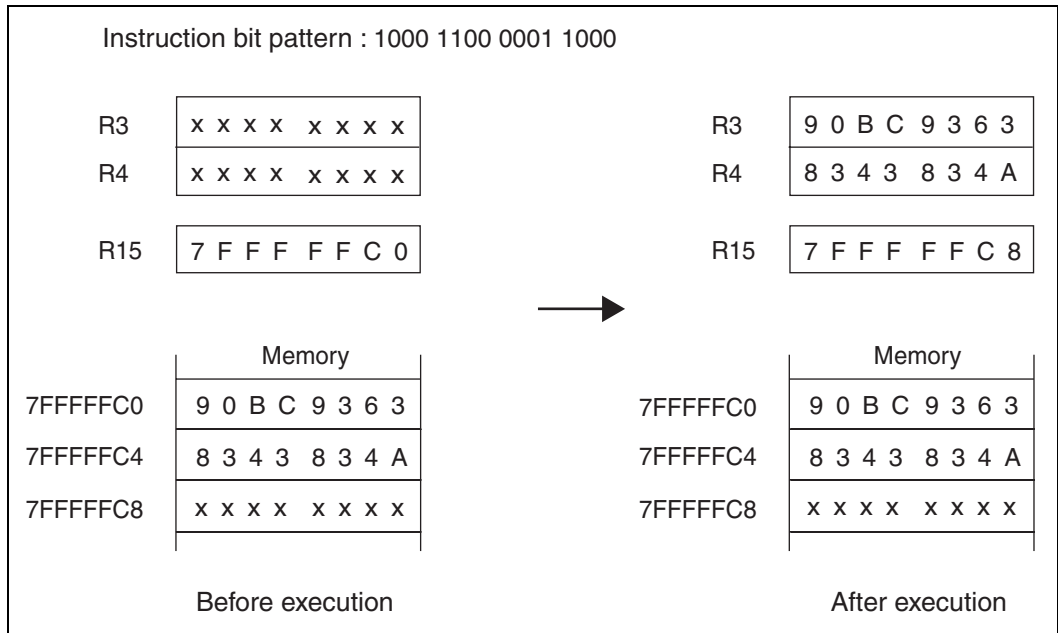 Instruction bit pattern : 1000 1100 0001 1000
R3 x x x x x x x x
R4 x x x x x x x x
R15 7 F F F F F C 0
Memory
7FFFFFC0 9 0 B C 9 3 6 3
7FFFFFC4 8 3 4 3 8 3 4 A
7FFFFFC8 x x x x x x x x
Before execution
R3 9 0 B C 9 3 6 3
R4 8 3 4 3 8 3 4 A
R15 7 F F F F F C 8
Memory
7FFFFFC0 9 0 B C 9 3 6 3
7FFFFFC4 8 3 4 3 8 3 4 A
7FFFFFC8 x x x x x x x x
After execution